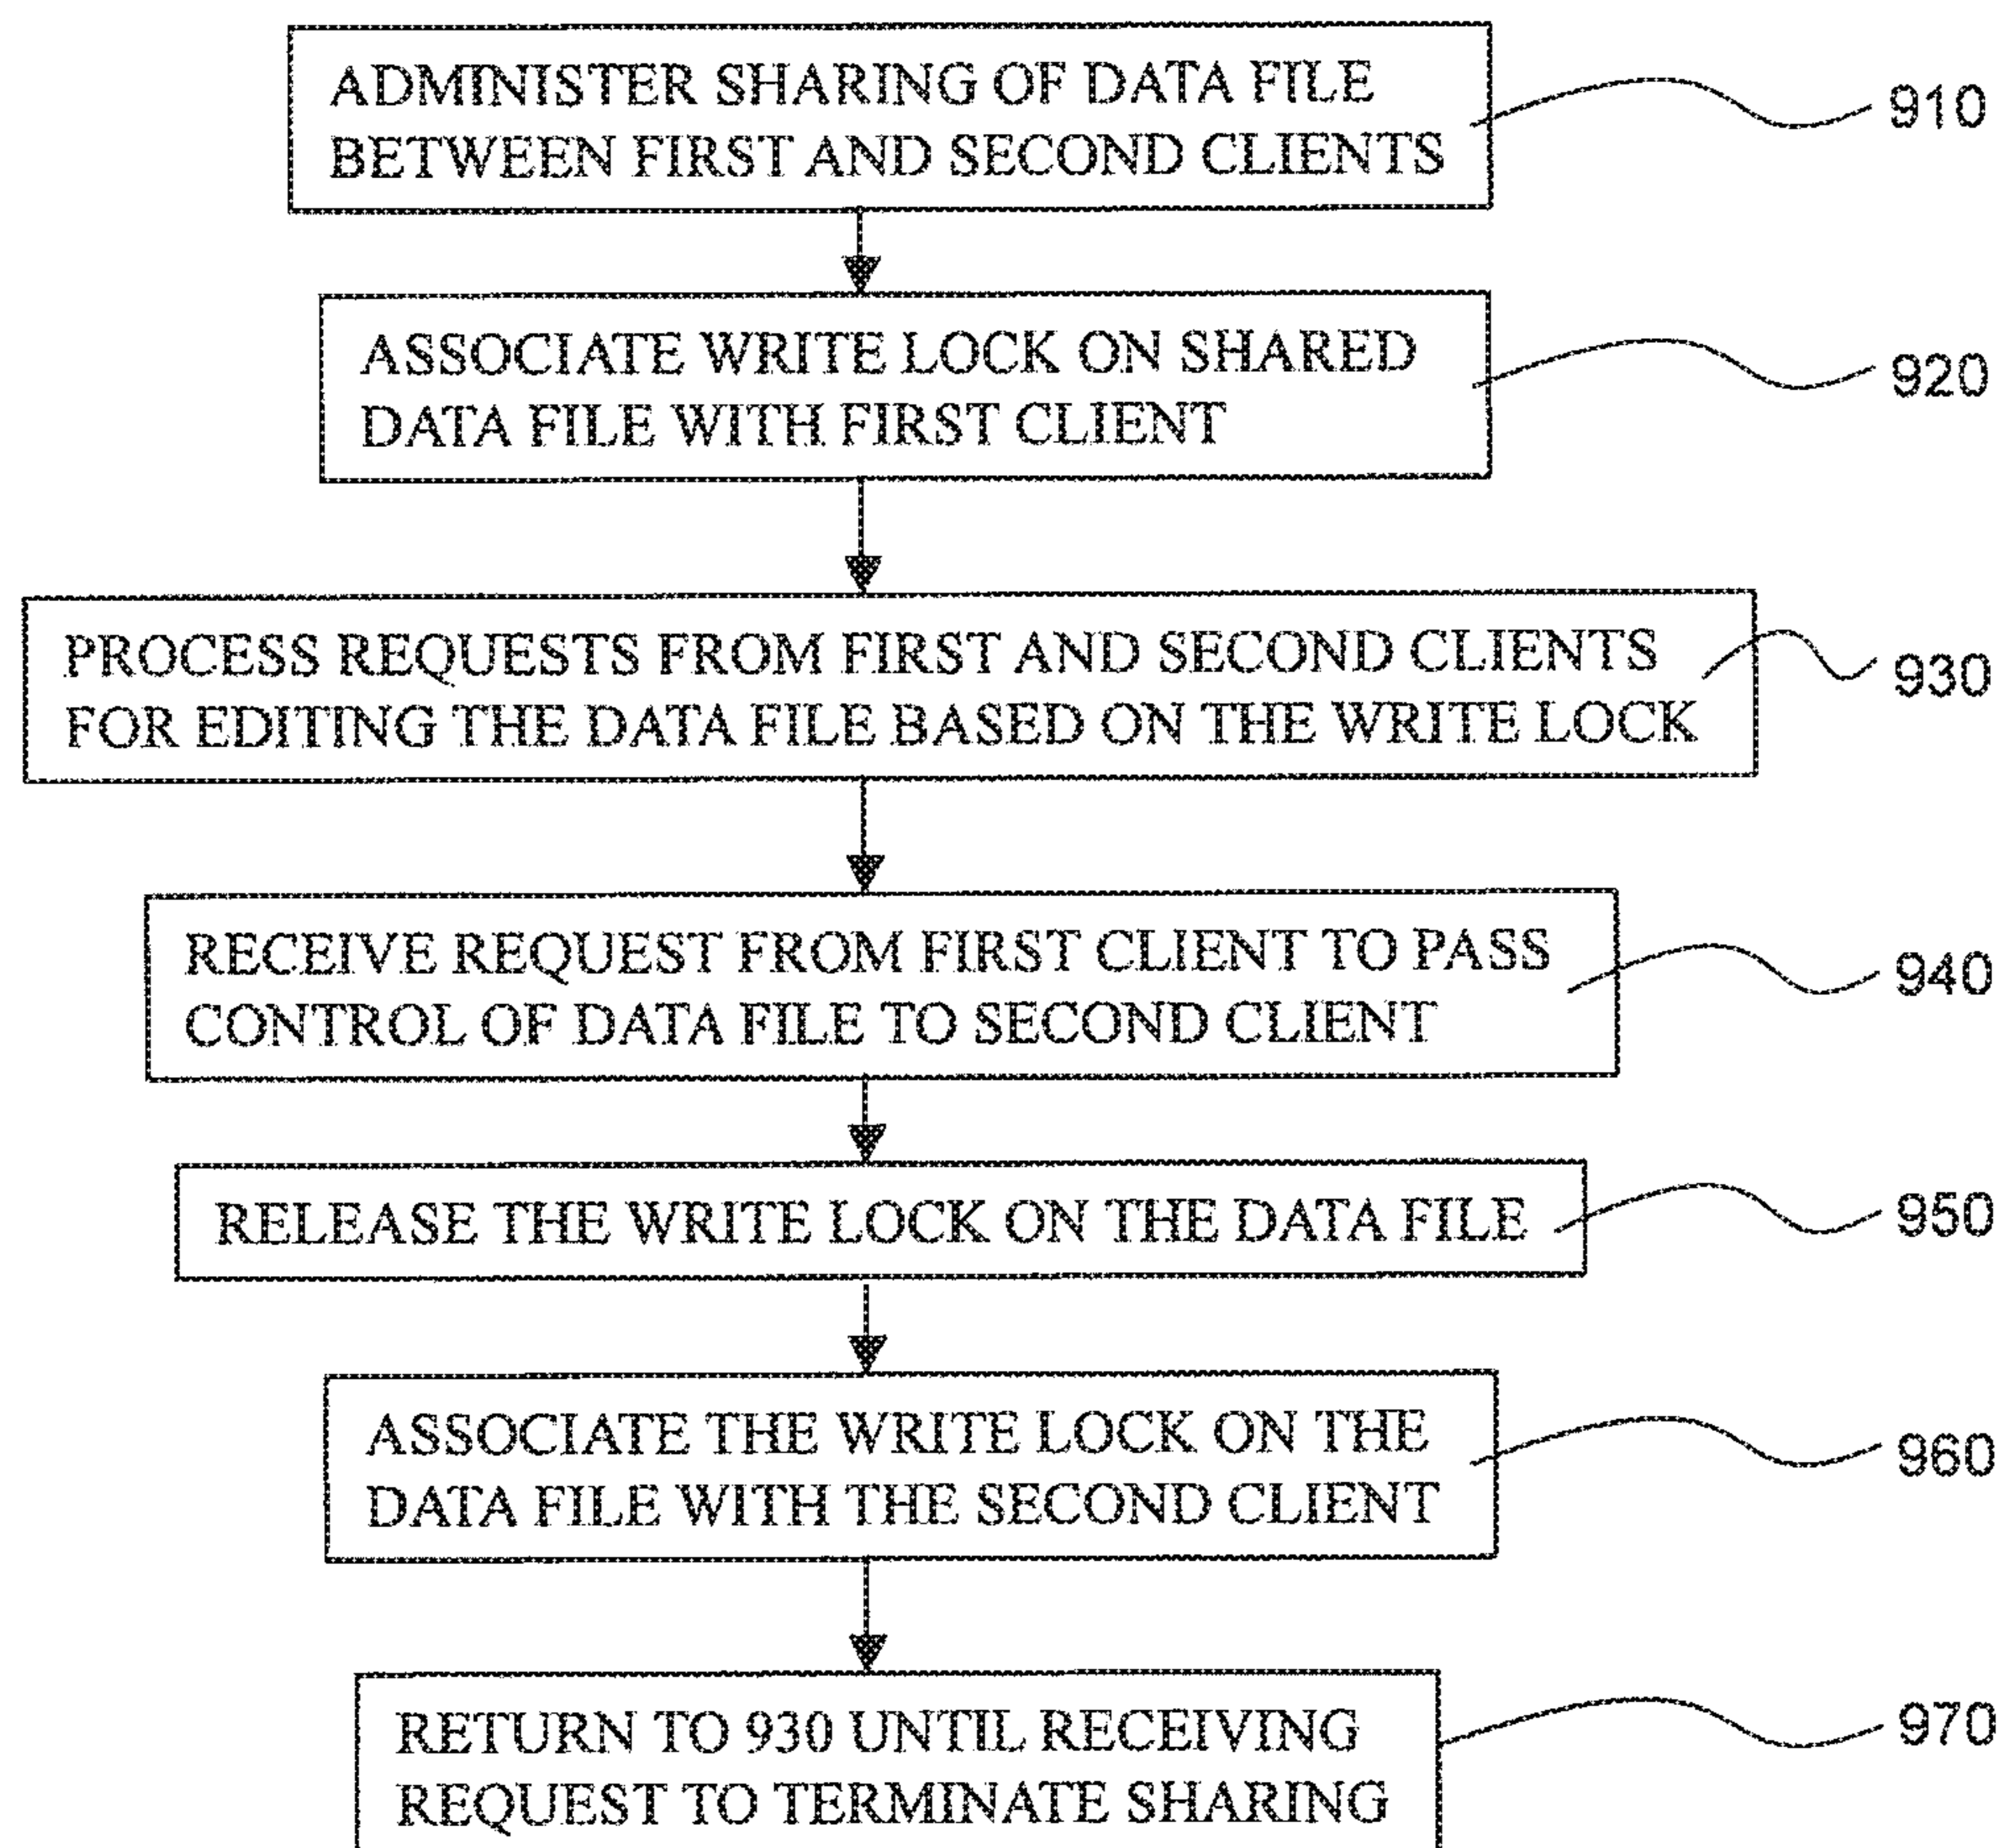 ADMINISTER SHARING OF DATA FILE
BETWEEN FIRST AND SECOND CLIENTS
910
ASSOCIATE WRITE LOCK ON SHARED
DATA FILE WITH FIRST CLIENT
920
PROCESS REQUESTS FROM FIRST AND SECOND CLIENTS
FOR EDITING THE DATA FILE BASED ON THE WRITE LOCK
930
RECEIVE REQUEST FROM FIRST CLIENT TO PASS
CONTROL OF DATA FILE TO SECOND CLIENT
940
RELEASE THE WRITE LOCK ON THE DATA FILE
950
ASSOCIATE THE WRITE LOCK ON THE
DATA FILE WITH THE SECOND CLIENT
960
RETURN TO 930 UNTIL RECEIVING
REQUEST TO TERMINATE SHARING
970